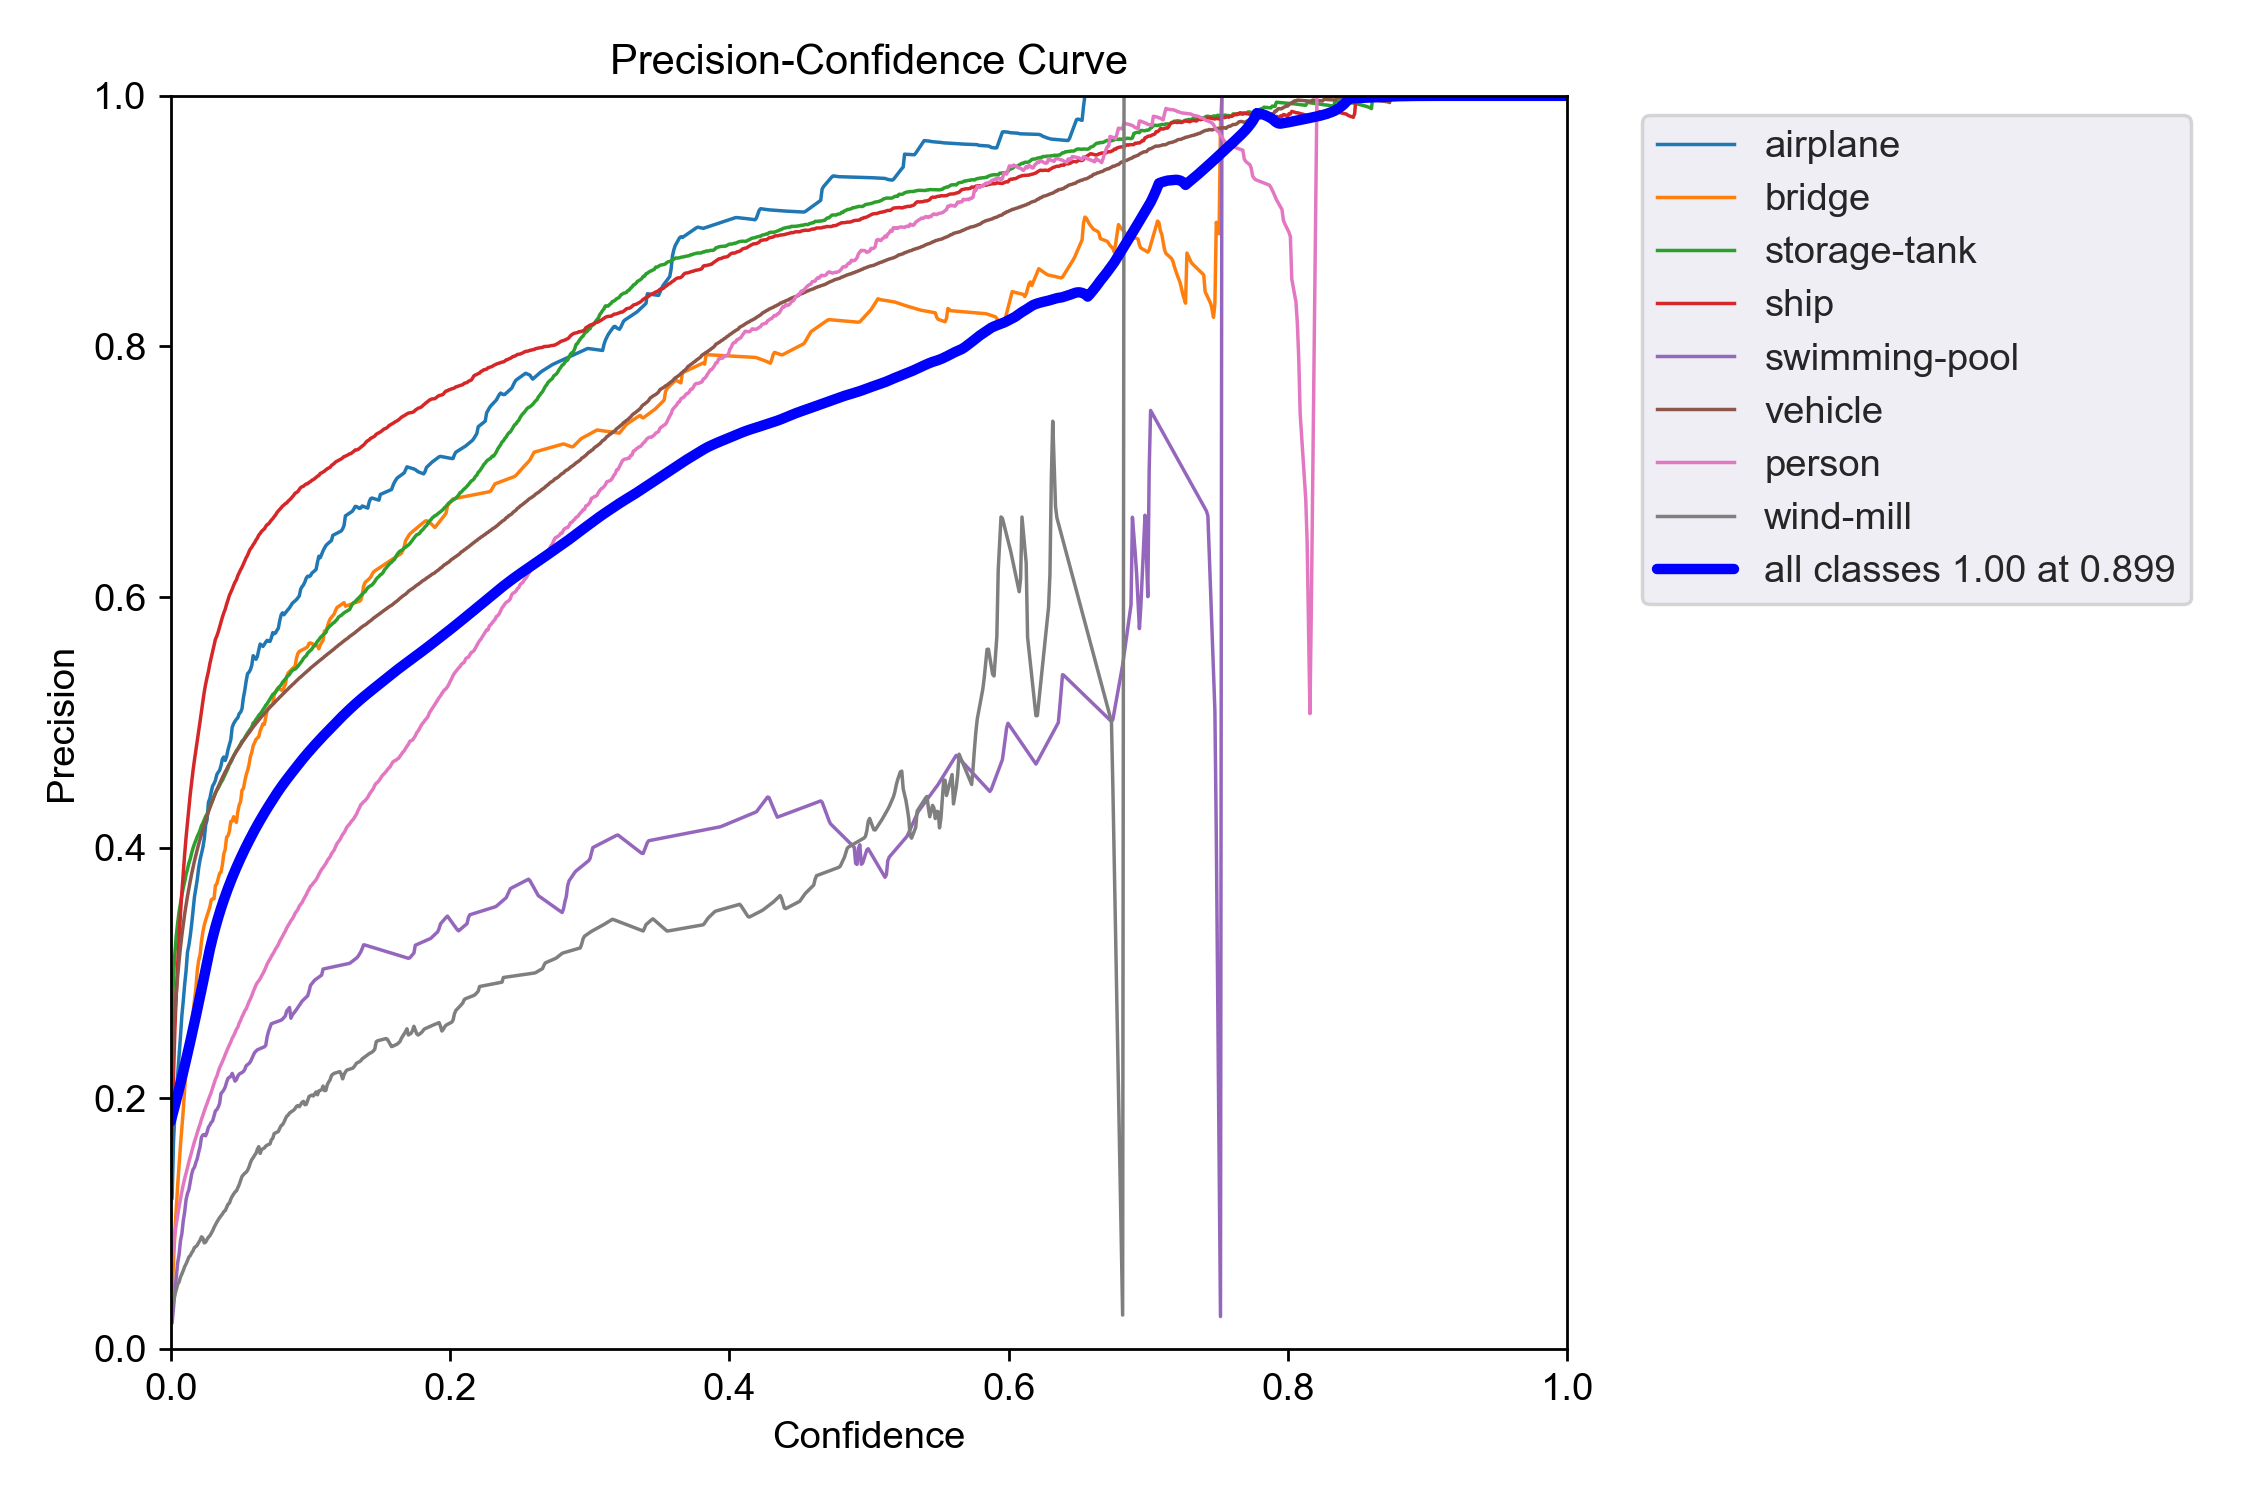 Precision-Confidence Curve
1.0
0.8
0.6
0.4
0.2
0.0
Precision
0.0 0.2 0.4 0.6 0.8 1.0
Confidence
airplane
bridge
storage-tank
ship
swimming-pool
vehicle
person
wind-mill
all classes 1.00 at 0.899